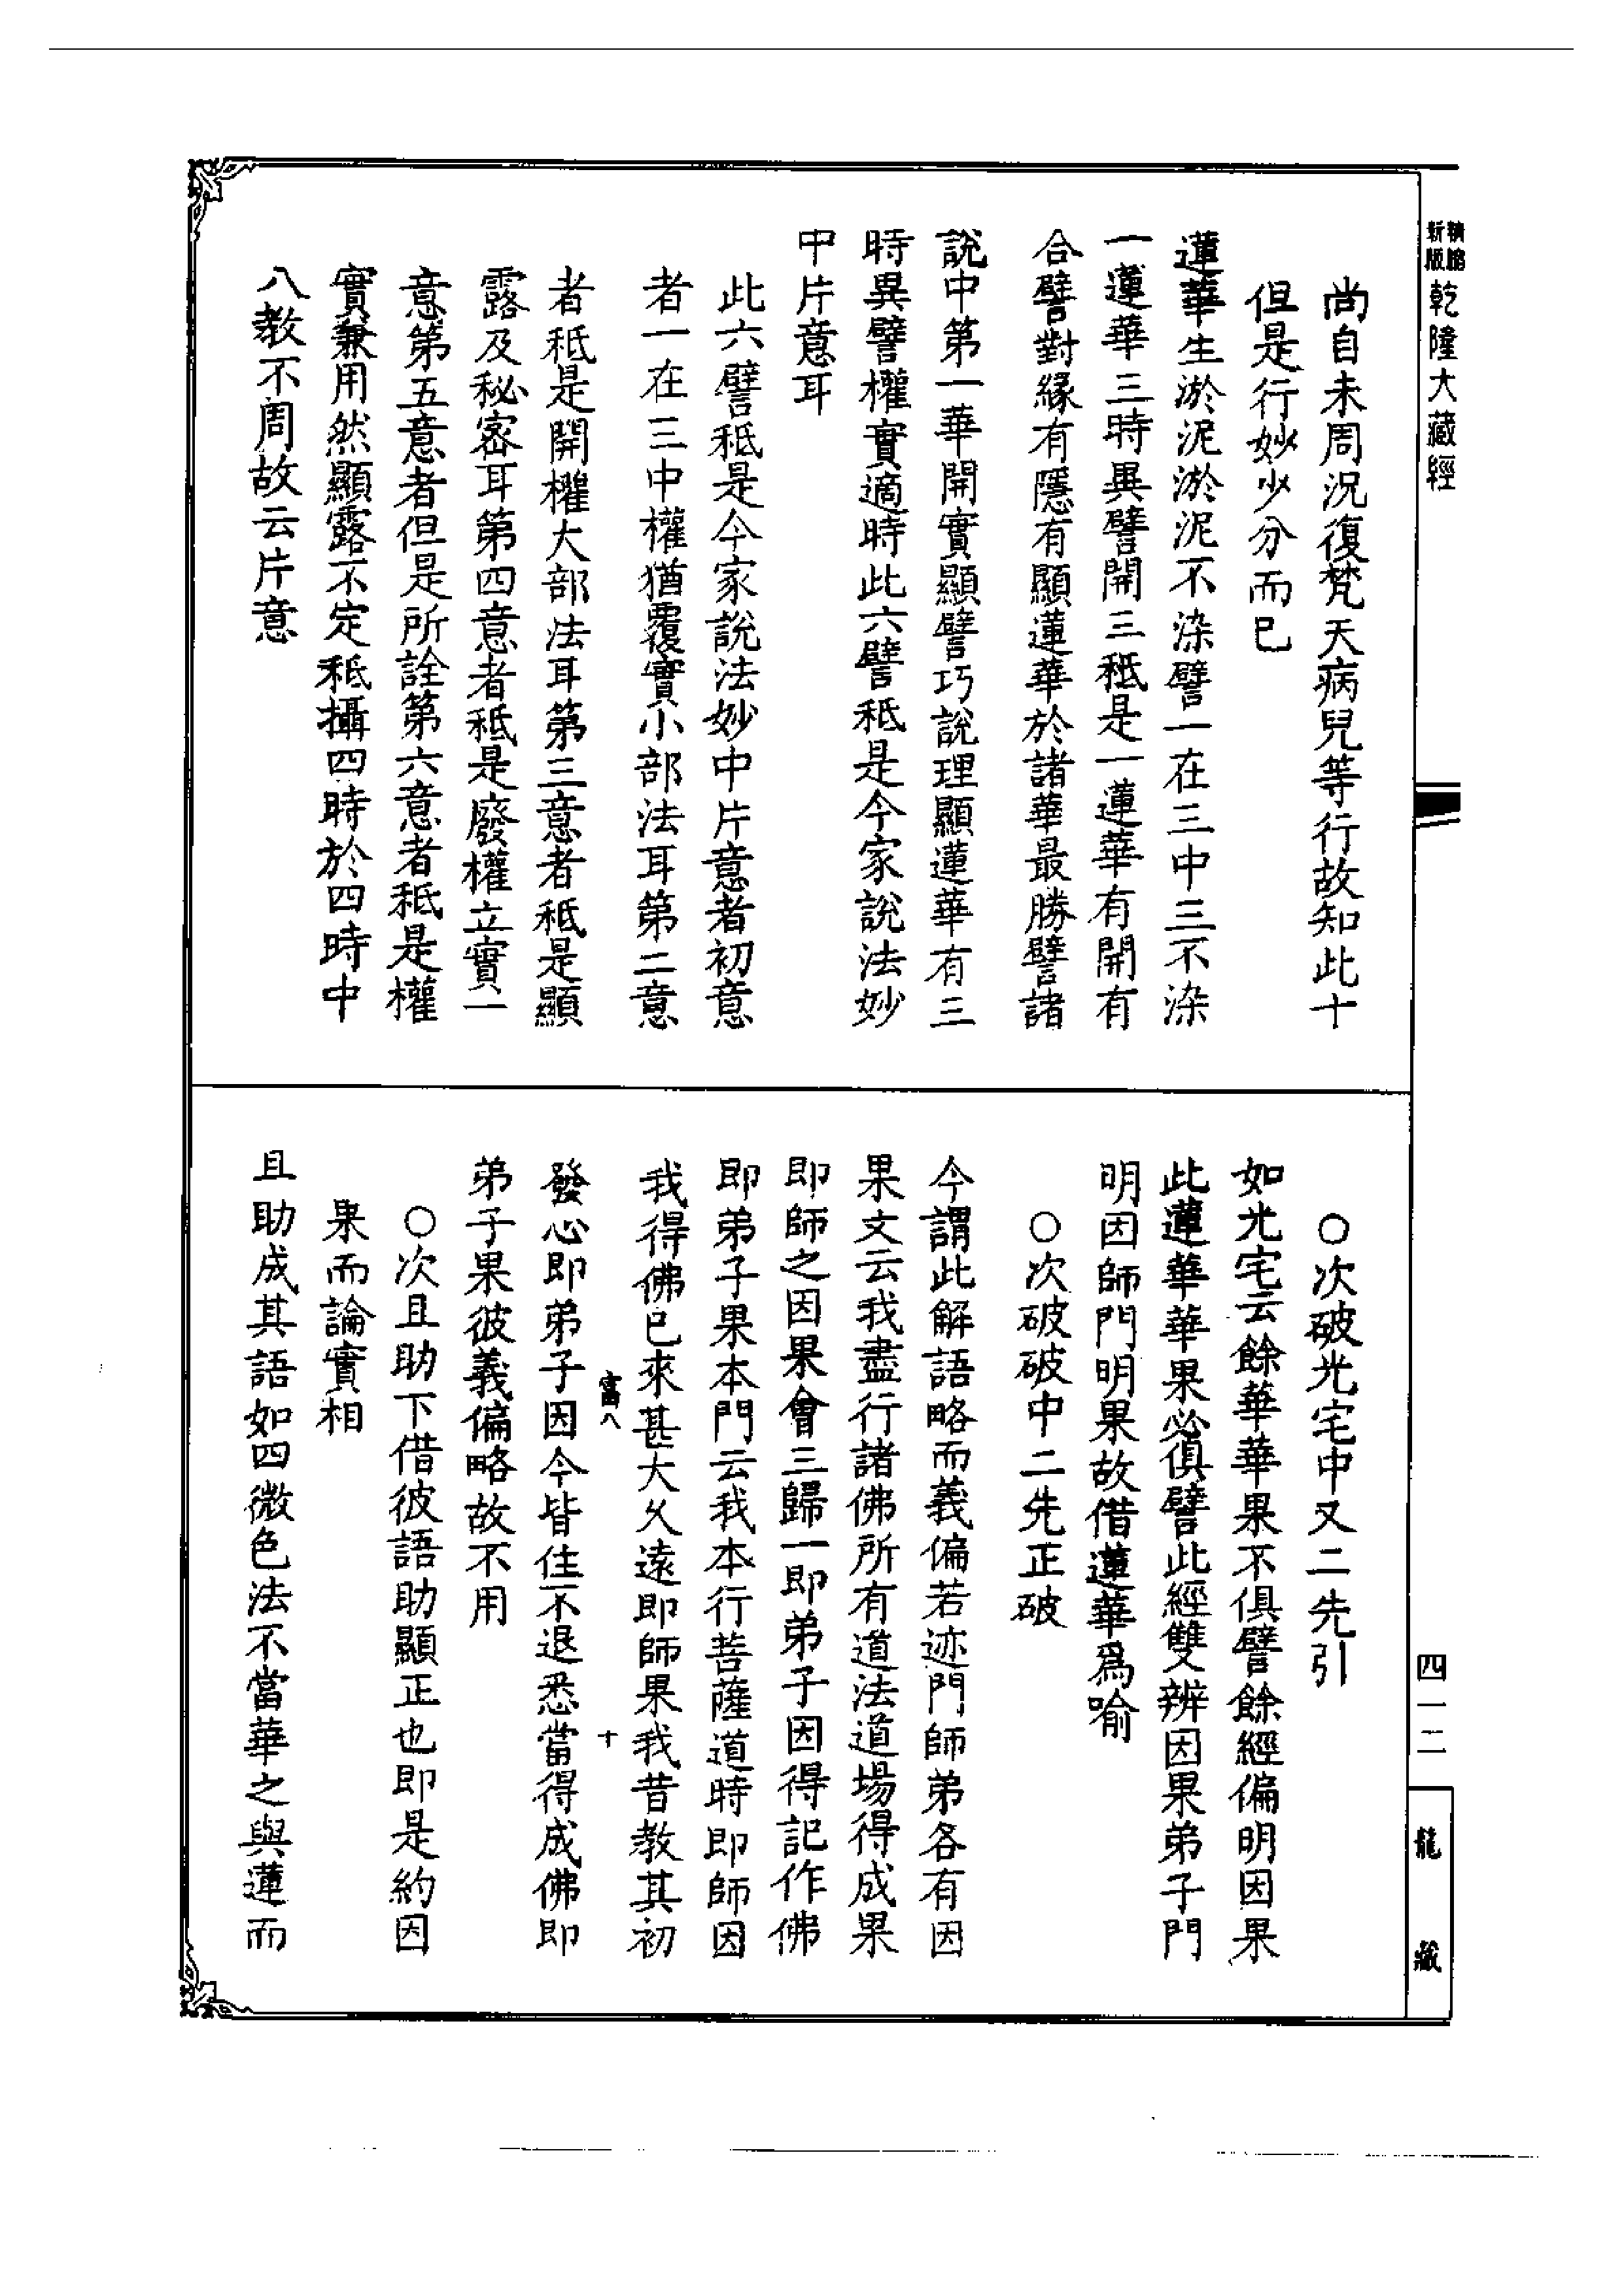 精縮
新版
乾隆大藏經
尚自未周況復梵天病兒等行故知此十
但是行妙少分而已
蓮華生淤泥淤泥不染譬一在三中三不染
一蓮華三時異譬開三秖是一蓮華有開有
合譬對緣有隱有顯蓮華於諸華最勝譬諸
說中第一華開實顯譬巧說理顯蓮華有三
時異譬權實適時此六譬秖是今家說法妙
中片意耳
此六譬秖是今家說法妙中片意者初意
者一在三中權猶覆實小部法耳第二意
者秖是開權大部法耳第三意者秖是顯
露及秘密耳第四意者秖是廢權立實一
意第五意者但是所詮第六意者秖是權
實兼用然顯露不定秖攝四時於四時中
八教不周故云片意
四一二
龍藏
○次破光宅中又二先引
如光宅云餘華華果不俱譬餘經偏明因果
此蓮華華果必俱譬此經雙辨因果弟子門
明因師門明果故借蓮華爲喻
○次破破中二先正破
今謂此解語略而義偏若迹門師弟各有因
果文云我盡行諸佛所有道法道場得成果
即師之因果會三歸一即弟子因得記作佛
即弟子果本門云我本行菩薩道時即師因
我得佛已來甚大久遠即師果我昔教其初
富八
十
發心即弟子因今皆住不退悉當得成佛即
弟子果彼義偏略故不用
○次且助下借彼語助顯正也即是約因
果而論實相
且助成其語如四微色法不當華之與蓮而